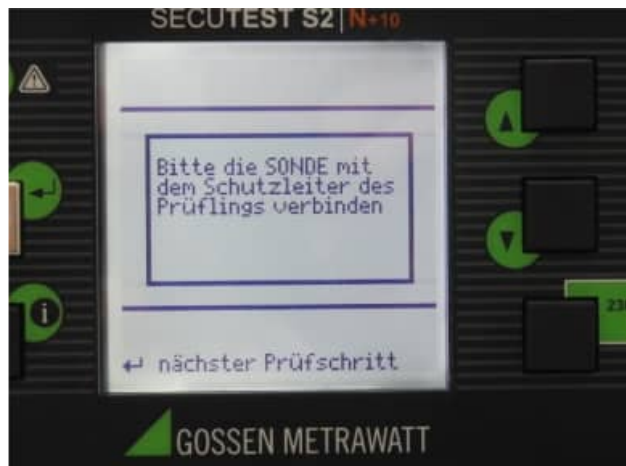 SECUTEST S2 N+10
Bitte die SONDE mit
dem Schutzleiter des
Prüflings verbinden
↵ nächster Prüfschritt
GOSSEN METRAWATT